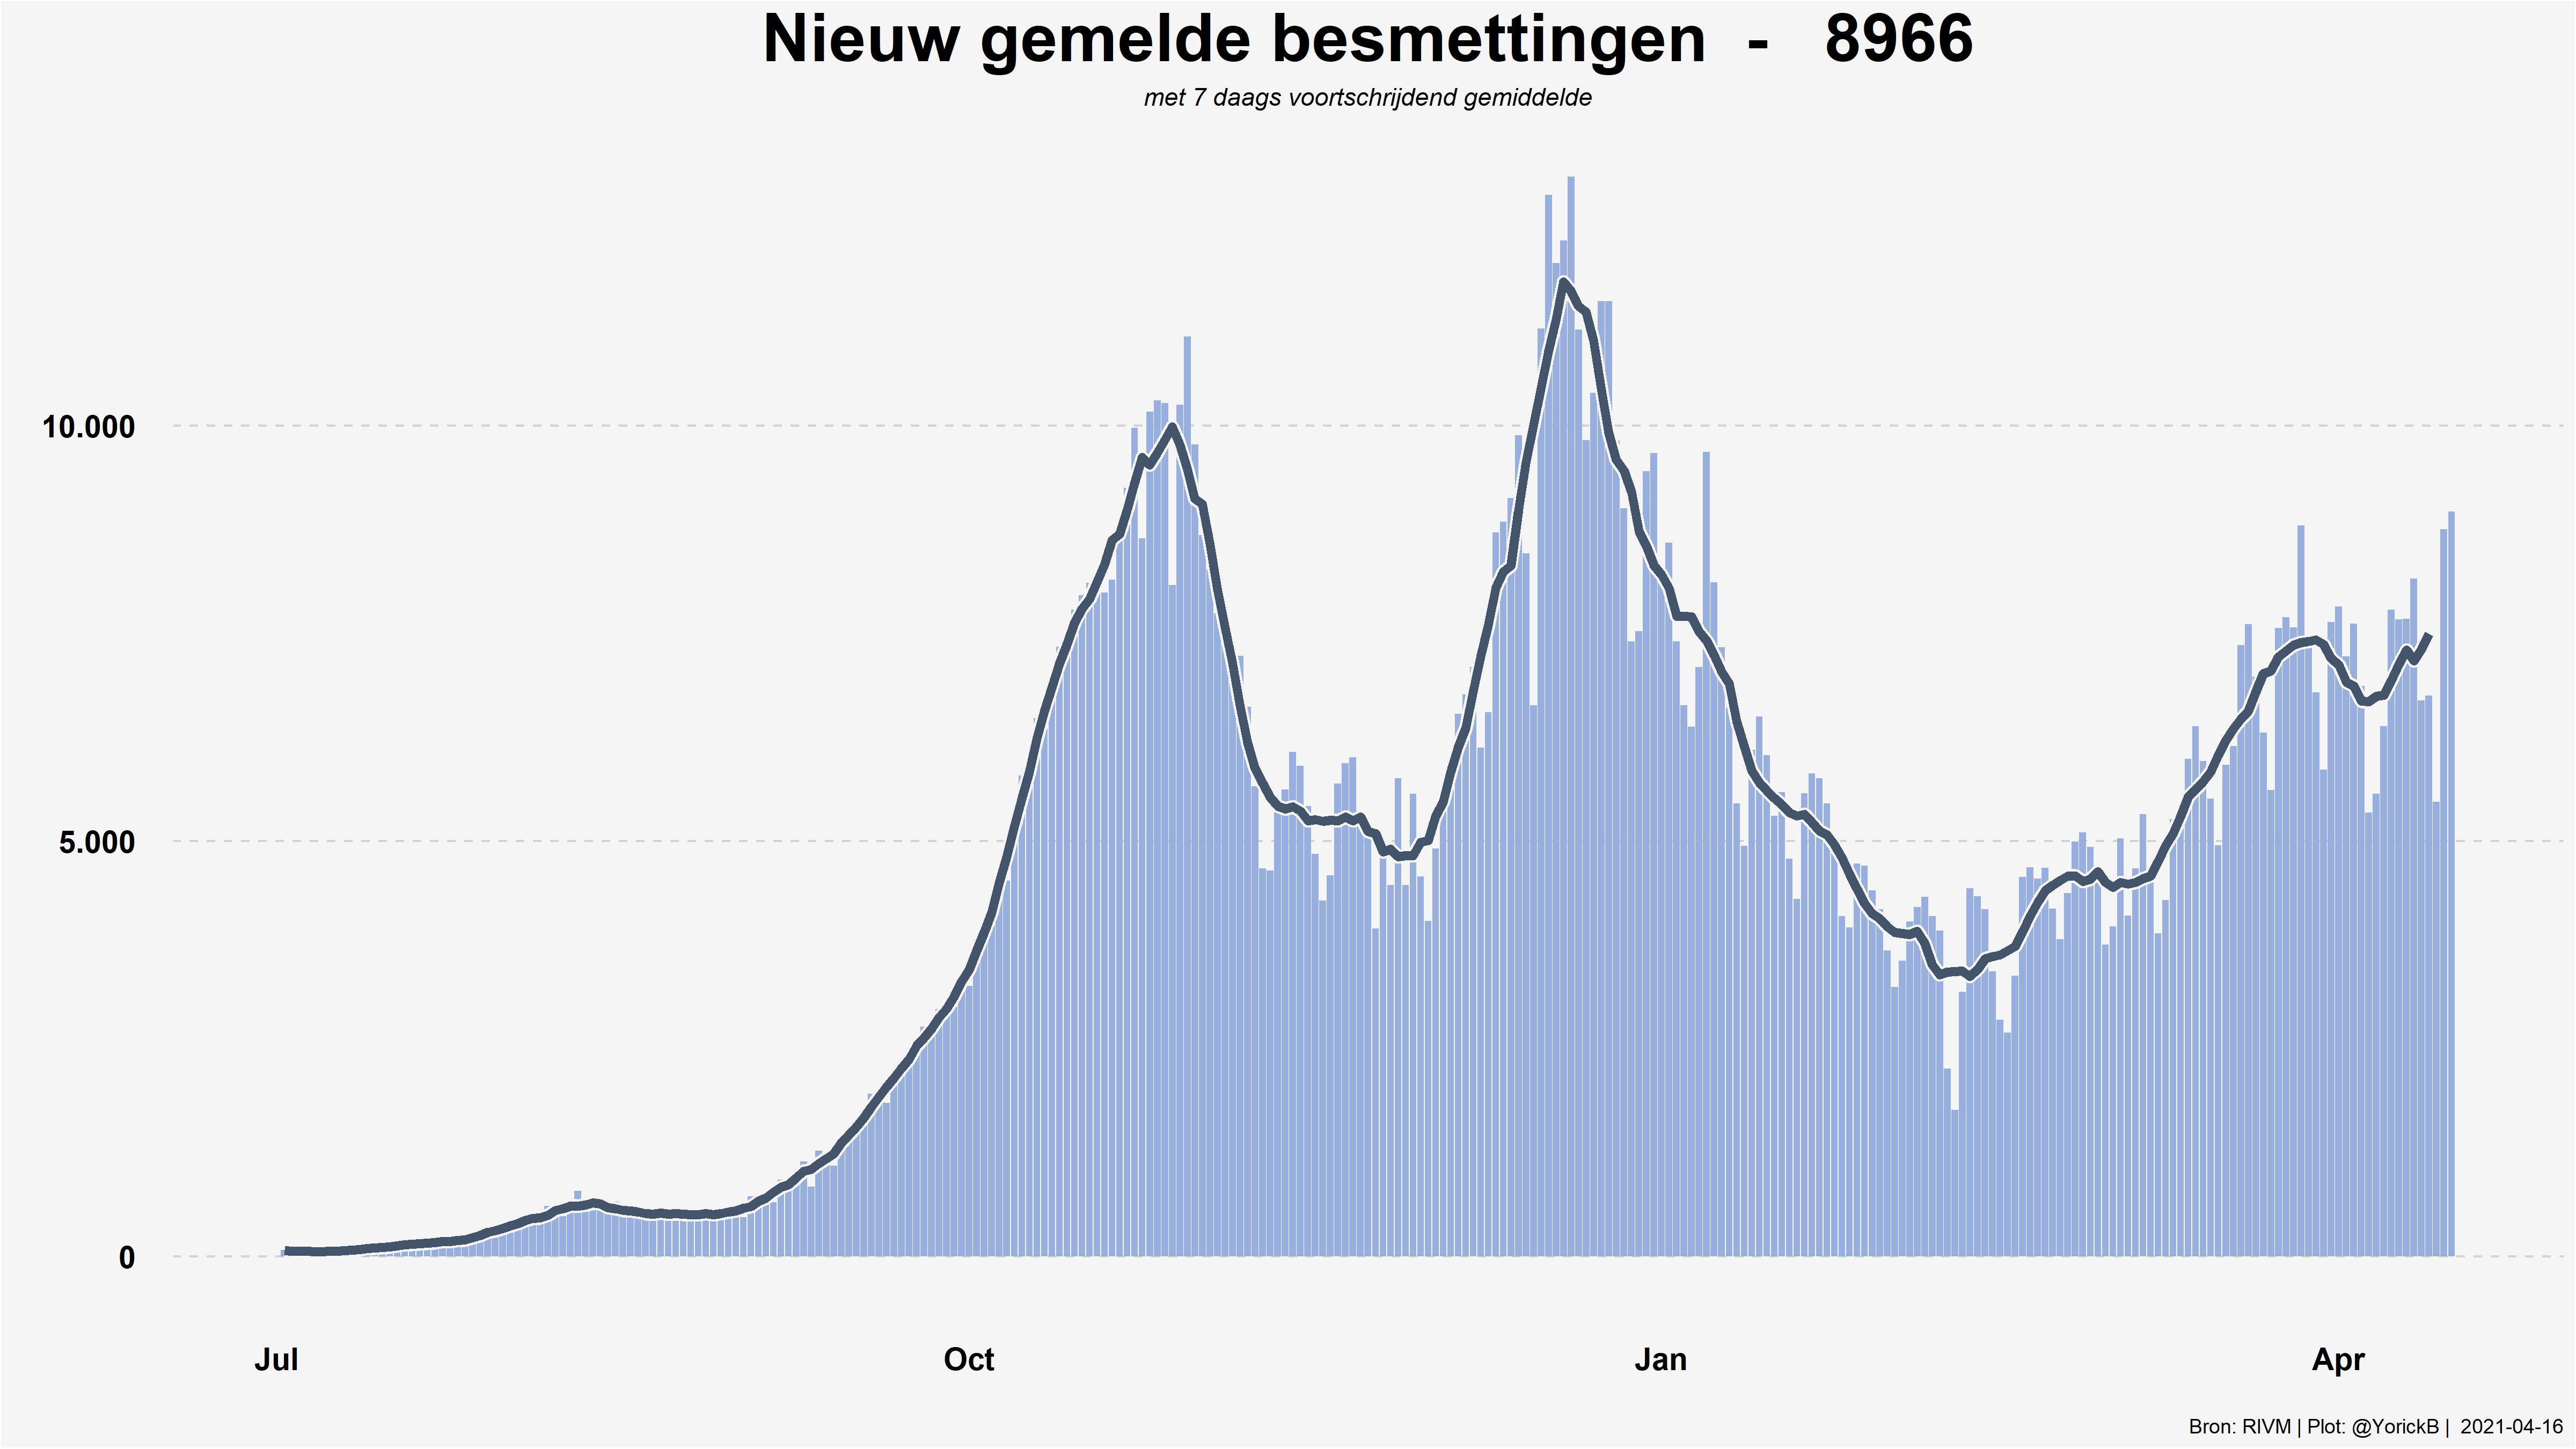 Nieuw gemelde besmettingen - 8966
met 7 daags voortschrijdend gemiddelde
10.000
5.000
0
Jul Oct Jan Apr
Bron: RIVM | Plot: @YorickB | 2021-04-16